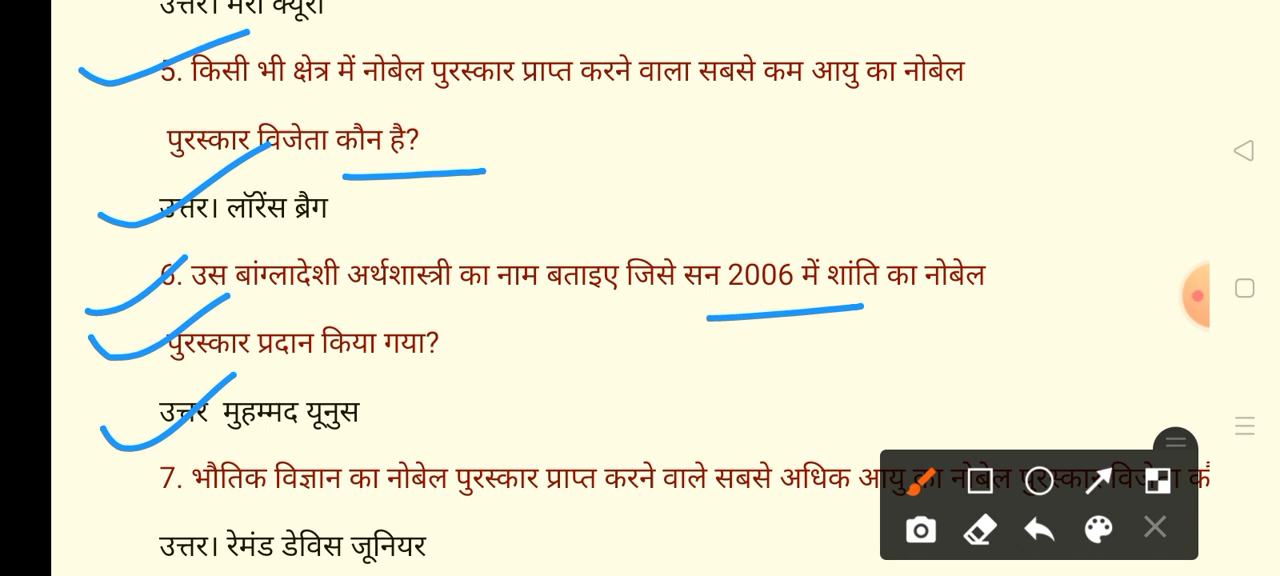 उत्तर। मैरी क्यूरी
5. किसी भी क्षेत्र में नोबेल पुरस्कार प्राप्त करने वाला सबसे कम आयु का नोबेल
पुरस्कार विजेता कौन है?
उत्तर। लॉरेंस ब्रैग
6. उस बांग्लादेशी अर्थशास्त्री का नाम बताइए जिसे सन 2006 में शांति का नोबेल
पुरस्कार प्रदान किया गया?
उत्तर मुहम्मद यूनुस
7. भौतिक विज्ञान का नोबेल पुरस्कार प्राप्त करने वाले सबसे अधिक आयु का नोबेल पुरस्कार विजेता
उत्तर। रेमंड डेविस जूनियर